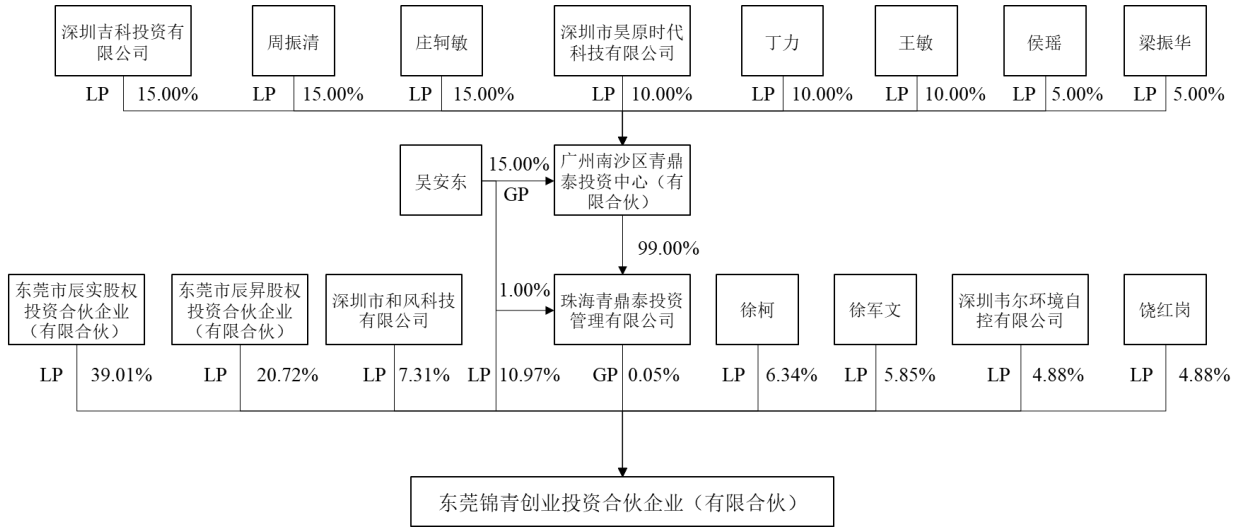 深圳吉科投资有
限公司
周振清
庄轲敏
深圳市昊原时代
科技有限公司
丁力
王敏
侯瑶
梁振华
LP 15.00%
LP 15.00%
LP 15.00%
LP 10.00%
LP 10.00%
LP 10.00%
LP 5.00%
LP 5.00%
吴安东
15.00%
GP
广州南沙区青鼎
泰投资中心（有
限合伙）
99.00%
东莞市辰实股权
投资合伙企业
（有限合伙）
东莞市辰昇股权
投资合伙企业
（有限合伙）
深圳市和风科技
有限公司
1.00%
珠海青鼎泰投资
管理有限公司
徐柯
徐军文
深圳韦尔环境自
控有限公司
饶红岗
LP 39.01%
LP 20.72%
LP 7.31%
LP 10.97%
GP 0.05%
LP 6.34%
LP 5.85%
LP 4.88%
LP 4.88%
东莞锦青创业投资合伙企业（有限合伙）